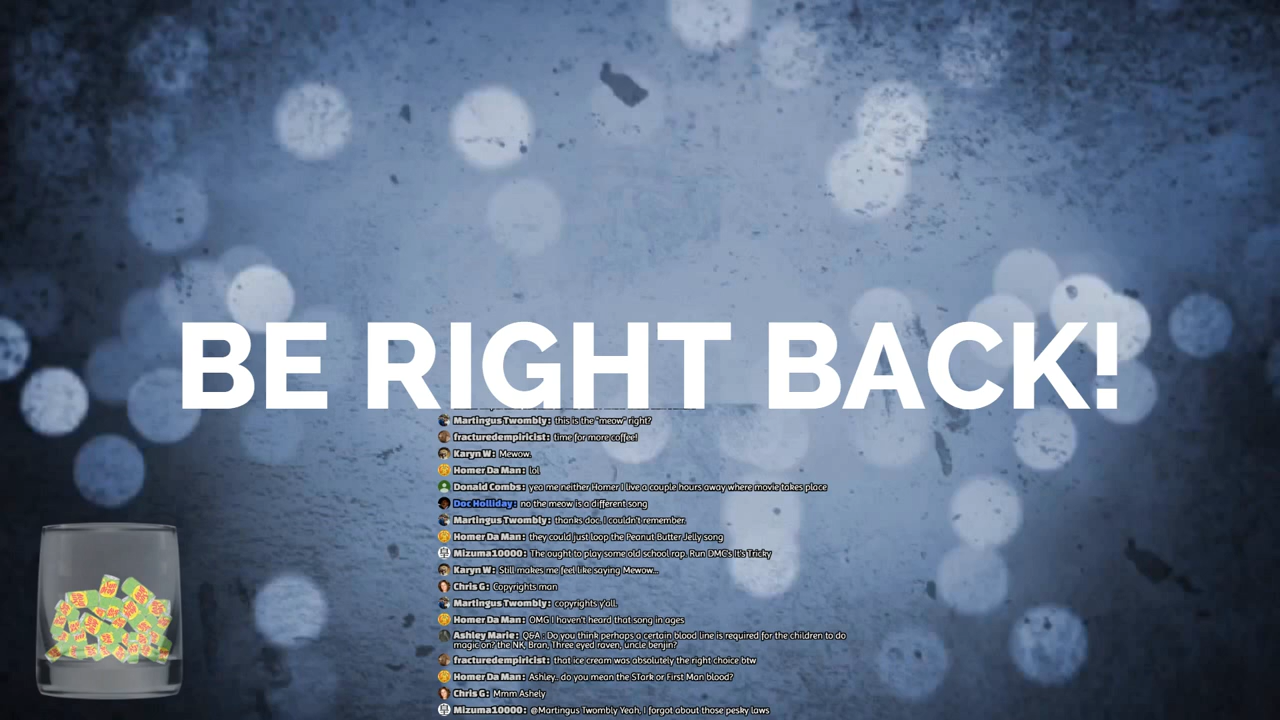 BE RIGHT BACK!
Martingus Twombly: this is the "meow" right?
fracturedempiricist: time for more coffee!
Karyn W: Mewow.
Homer Da Man: lol
Donald Combs: yea me neither Homer I live a couple hours away where movie takes place
Doc Holliday: no the meow is a different song
Martingus Twombly: thanks doc. I couldn't remember.
Homer Da Man: they could just loop the Peanut Butter Jelly song
Mizuma10000: The ought to play some old school rap. Run DMC's It's Tricky
Karyn W: Still makes me feel like saying Mewow...
Chris G: Copyrights man
Martingus Twombly: copyrights y'all.
Homer Da Man: OMG I haven't heard that song in ages
Ashley Marie: Q&A : Do you think perhaps a certain blood line is required for the children to do
magic on? the NK, Bran, Three eyed raven, uncle benjin?
fracturedempiricist: that ice cream was absolutely the right choice btw
Homer Da Man: Ashley.. do you mean the STark or First Man blood?
Chris G: Mmm Ashely
Mizuma10000: @Martingus Twombly Yeah, I forgot about those pesky laws